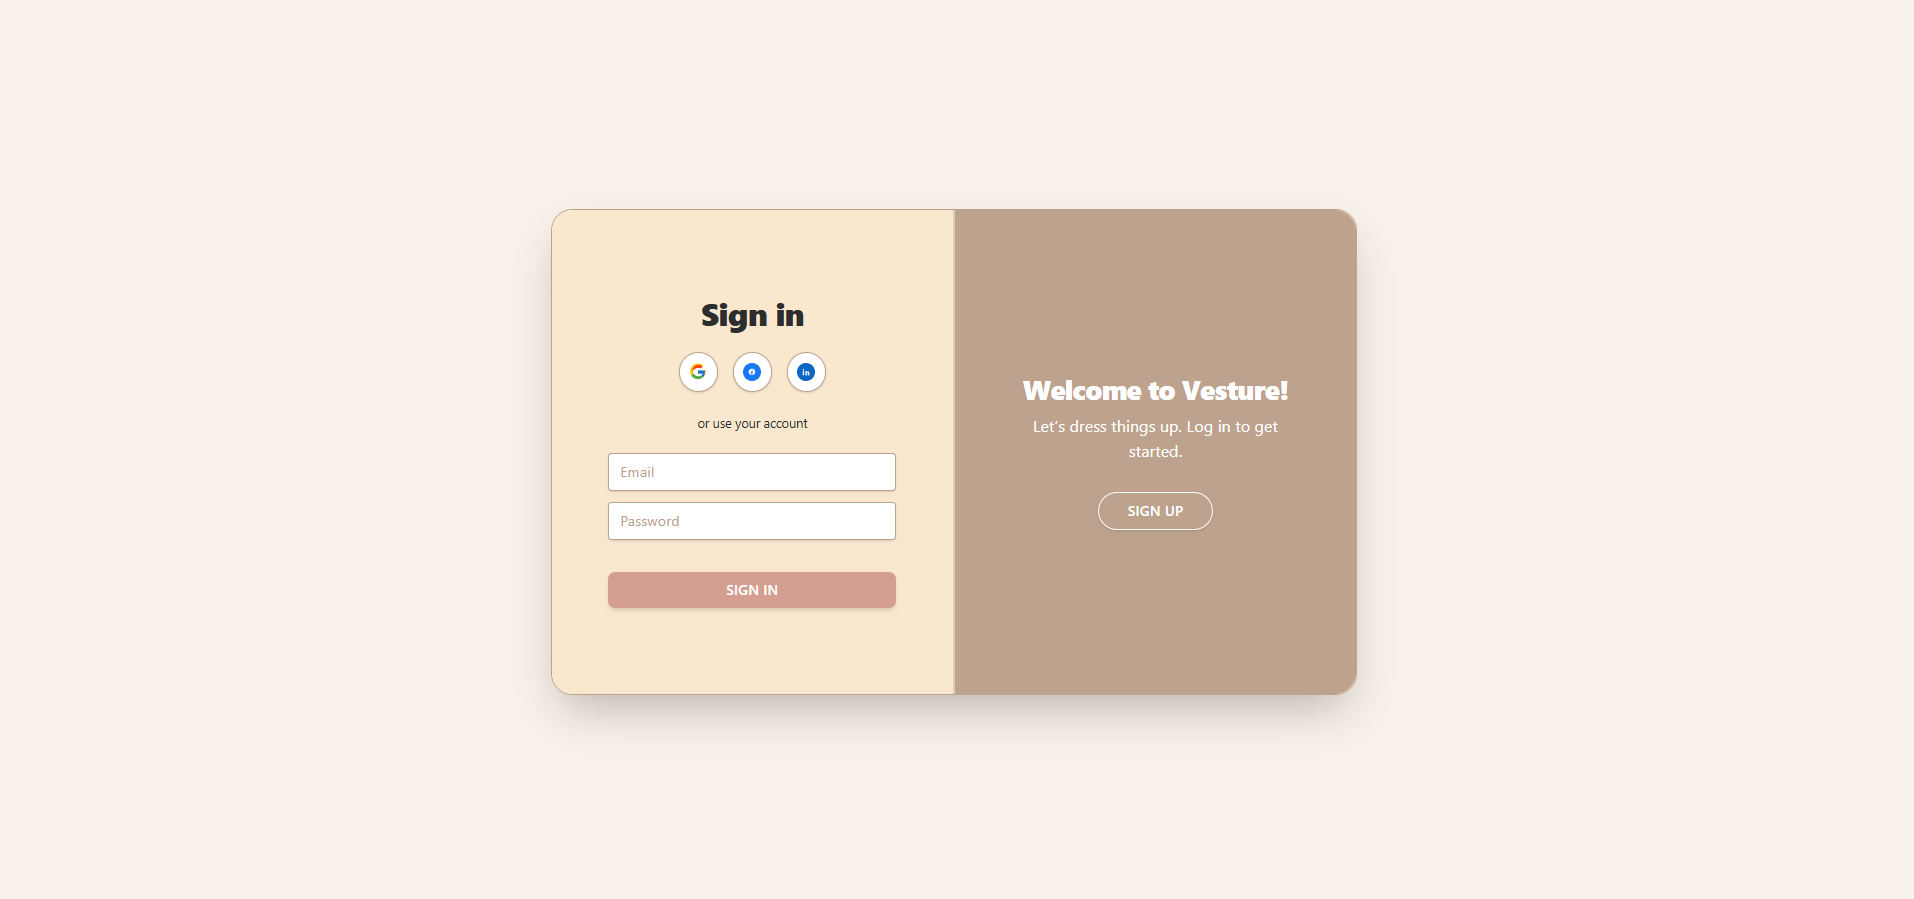 Sign in
or use your account
Email
Password
SIGN IN
Welcome to Vesture!
Let's dress things up. Log in to get
started.
SIGN UP